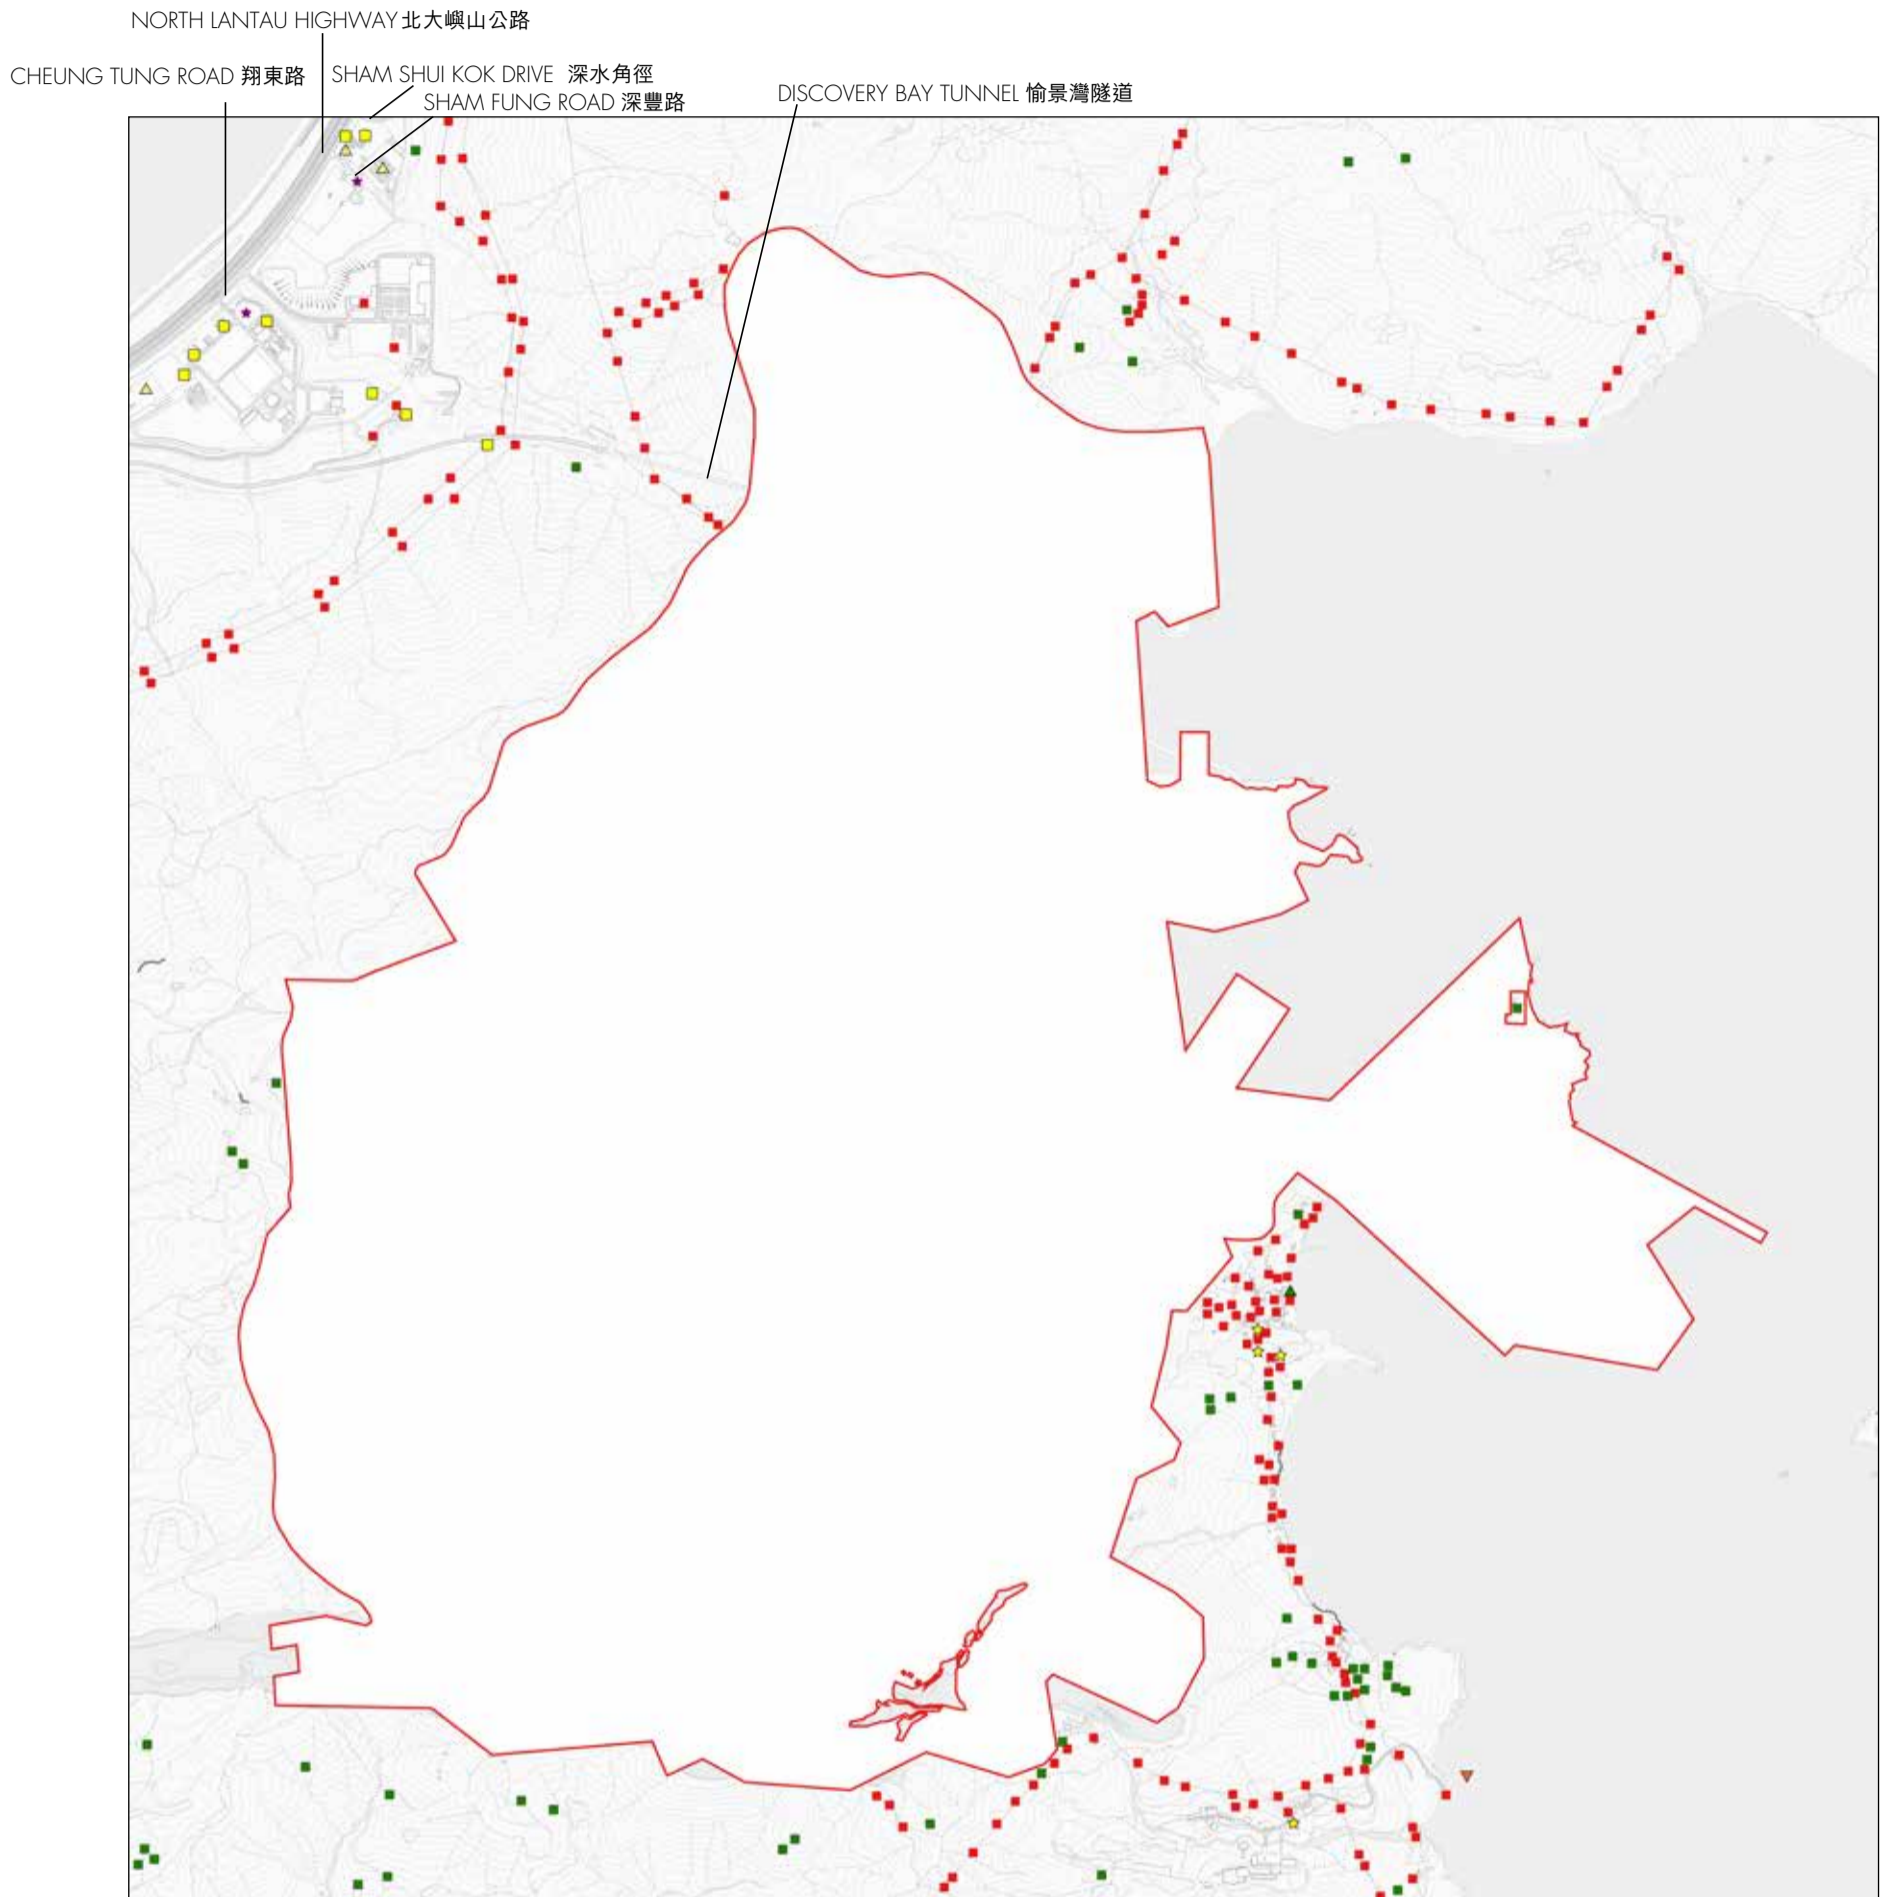 NORTH LANTAU HIGHWAY 北大嶼山公路
CHEUNG TUNG ROAD 翔東路
SHAM SHUI KOK DRIVE 深水角徑
SHAM FUNG ROAD 深豐路
DISCOVERY BAY TUNNEL 愉景灣隧道